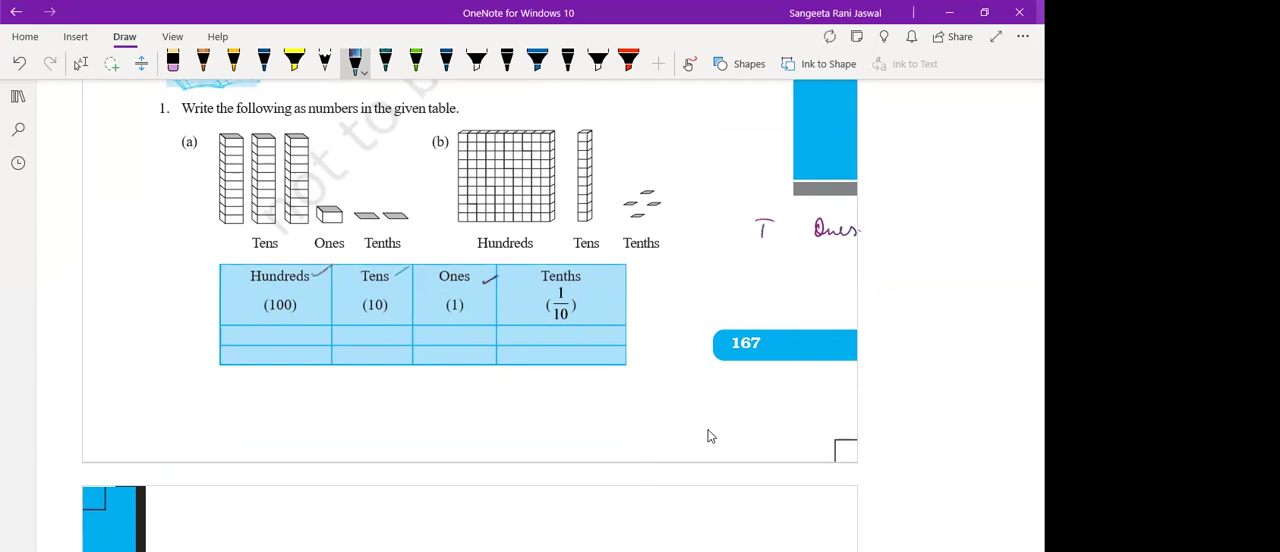 OneNote for Windows 10
Sangeeta Rani Jaswal
Home Insert Draw View Help
Share
Shapes Ink to Shape Ink to Text
not to b
1. Write the following as numbers in the given table.
(a) (b)
Tens Ones Tenths Hundreds Tens Tenths
T Ones
Hundreds Tens Ones Tenths
(100) (10) (1) (1/10)
167